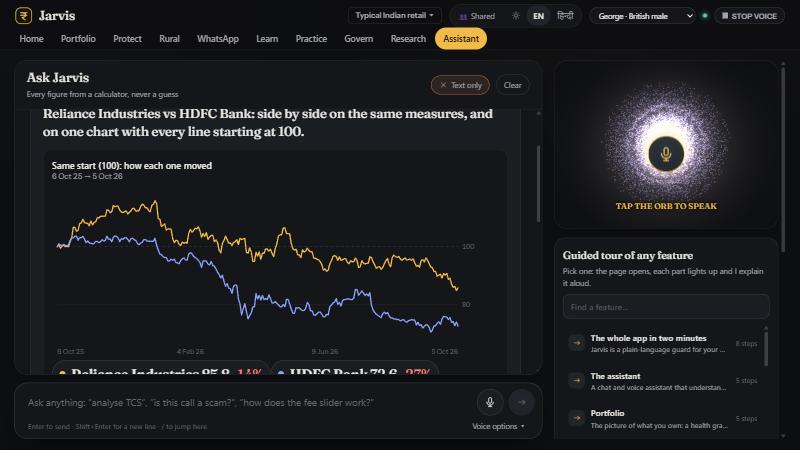 ₹ Jarvis
Typical Indian retail
Shared
EN
हिन्दी
George · British male
STOP VOICE
Home Portfolio Protect Rural WhatsApp Learn Practice Govern Research Assistant
Ask Jarvis
Every figure from a calculator, never a guess
× Text only
Clear
Reliance Industries vs HDFC Bank: side by side on the same measures, and
on one chart with every line starting at 100.
Same start (100): how each one moved
6 Oct 25 → 5 Oct 26
100
80
6 Oct 25 4 Feb 26 9 Jun 26 5 Oct 26
Reliance Industries 85.8 -14%
HDFC Bank 72.6 -27%
Ask anything: "analyse TCS", "is this call a scam?", "how does the fee slider work?"
Enter to send · Shift+Enter for a new line · / to jump here
Voice options
TAP THE ORB TO SPEAK
Guided tour of any feature
Pick one: the page opens, each part lights up and I explain
it aloud.
Find a feature...
The whole app in two minutes
Jarvis is a plain-language guard for your ...
8 steps
The assistant
A chat and voice assistant that understan...
5 steps
Portfolio
The picture of what you own: a health gra...
5 steps